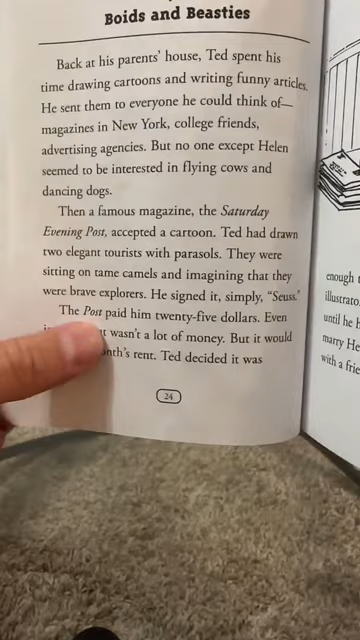 Boids and Beasties
Back at his parents' house, Ted spent his
time drawing cartoons and writing funny articles.
He sent them to everyone he could think of—
magazines in New York, college friends,
advertising agencies. But no one except Helen
seemed to be interested in flying cows and
dancing dogs.
Then a famous magazine, the Saturday
Evening Post, accepted a cartoon. Ted had drawn
two elegant tourists with parasols. They were
sitting on tame camels and imagining that they
were brave explorers. He signed it, simply, "Seuss."
The Post paid him twenty-five dollars. Even
wasn't a lot of money. But it would
rent. Ted decided it was
24
enough
until he
marry He
with a